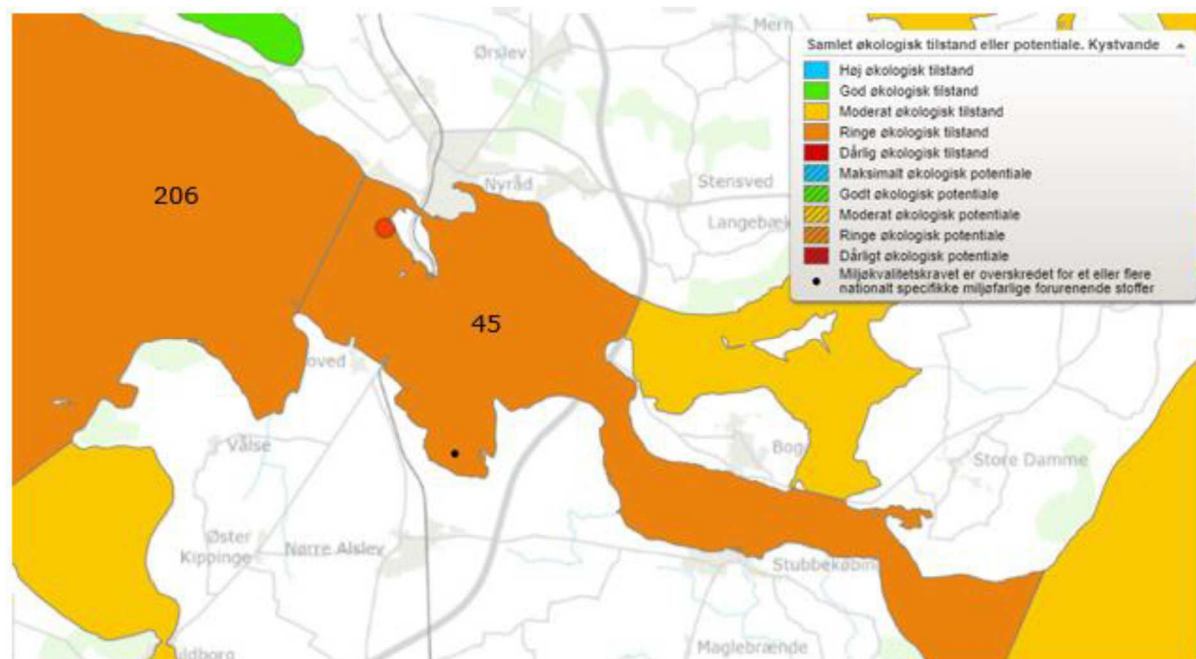 Mern
Ørslev
Samlet økologisk tilstand eller potentiale. Kystvande
Høj økologisk tilstand
God økologisk tilstand
Moderat økologisk tilstand
Ringe økologisk tilstand
Dårlig økologisk tilstand
Maksimalt økologisk potentiale
Godt økologisk potentiale
Moderat økologisk potentiale
Ringe økologisk potentiale
Dårligt økologisk potentiale
Miljøkvalitetskravet er overskredet for et eller flere
nationalt specifikke miljøfarlige forurenende stoffer
206
Nyråd
Stensved
Langebæk
45
oved
Vålse
Bog
Store Damme
Øster
Kippinge
Nørre Alslev
Stubbekøbin
Maglebrænde
uldborg